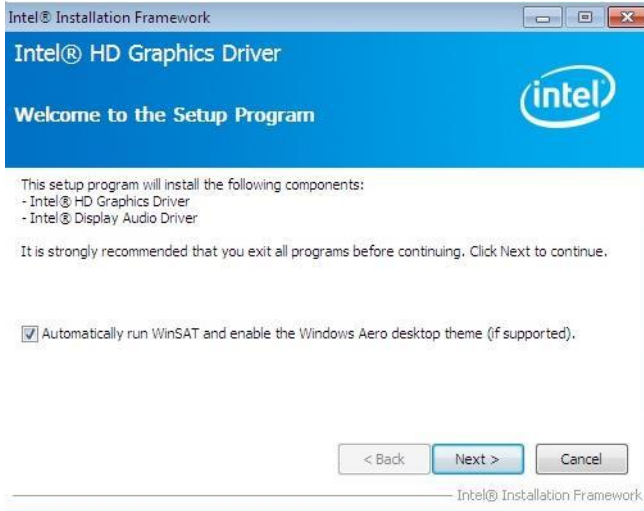 Intel® Installation Framework
Intel® HD Graphics Driver
intel
Welcome to the Setup Program
This setup program will install the following components:
- Intel® HD Graphics Driver
- Intel® Display Audio Driver
It is strongly recommended that you exit all programs before continuing. Click Next to continue.
Automatically run WinSAT and enable the Windows Aero desktop theme (if supported).
< Back
Next >
Cancel
Intel® Installation Framework